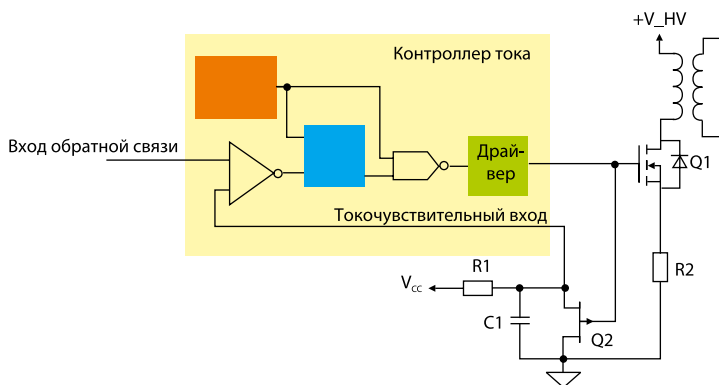 +V_HV
Контроллер тока
Вход обратной связи
Драй-
вер
Q1
Токочувствительный вход
R1
R2
Vcc
C1
Q2